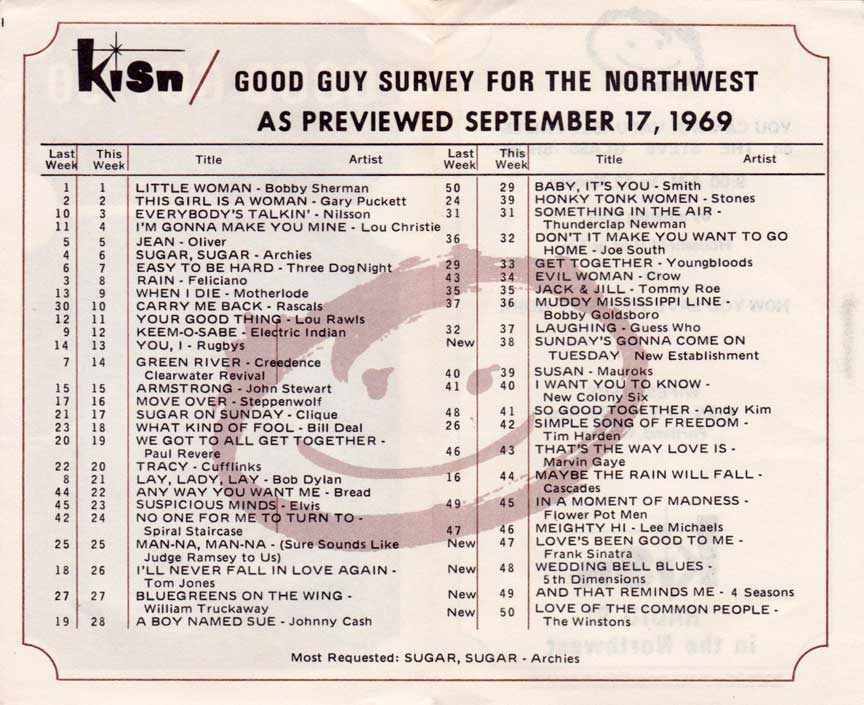 KISN / GOOD GUY SURVEY FOR THE NORTHWEST
AS PREVIEWED SEPTEMBER 17, 1969
Last Week This Week Title Artist
1 1 LITTLE WOMAN - Bobby Sherman
2 2 THIS GIRL IS A WOMAN - Gary Puckett
10 3 EVERYBODY'S TALKIN' - Nilsson
11 4 I'M GONNA MAKE YOU MINE - Lou Christie
5 5 JEAN - Oliver
4 6 SUGAR, SUGAR - Archies
6 7 EASY TO BE HARD - Three Dog Night
3 8 RAIN - Feliciano
13 9 WHEN I DIE - Motherlode
30 10 CARRY ME BACK - Rascals
12 11 YOUR GOOD THING - Lou Rawls
9 12 KEEM-O-SABE - Electric Indian
14 13 YOU, I - Rugbys
7 14 GREEN RIVER - Creedence
Clearwater Revival
15 15 ARMSTRONG - John Stewart
17 16 MOVE OVER - Steppenwolf
21 17 SUGAR ON SUNDAY - Clique
23 18 WHAT KIND OF FOOL - Bill Deal
20 19 WE GOT TO ALL GET TOGETHER -
Paul Revere
22 20 TRACY - Cufflinks
8 21 LAY, LADY, LAY - Bob Dylan
44 22 ANY WAY YOU WANT ME - Bread
45 23 SUSPICIOUS MINDS - Elvis
42 24 NO ONE FOR ME TO TURN TO -
Spiral Staircase
25 25 MAN-NA, MAN-NA - (Sure Sounds Like
Judge Ramsey to Us)
18 26 I'LL NEVER FALL IN LOVE AGAIN -
Tom Jones
27 27 BLUEGREENS ON THE WING -
William Truckaway
19 28 A BOY NAMED SUE - Johnny Cash
Last Week This Week Title Artist
50 29 BABY, IT'S YOU - Smith
24 39 HONKY TONK WOMEN - Stones
31 31 SOMETHING IN THE AIR -
Thunderclap Newman
36 32 DON'T IT MAKE YOU WANT TO GO
HOME - Joe South
29 33 GET TOGETHER - Youngbloods
43 34 EVIL WOMAN - Crow
35 35 JACK & JILL - Tommy Roe
37 36 MUDDY MISSISSIPPI LINE -
Bobby Goldsboro
32 37 LAUGHING - Guess Who
New 38 SUNDAY'S GONNA COME ON
TUESDAY New Establishment
40 39 SUSAN - Mauroks
41 40 I WANT YOU TO KNOW -
New Colony Six
48 41 SO GOOD TOGETHER - Andy Kim
26 42 SIMPLE SONG OF FREEDOM -
Tim Harden
46 43 THAT'S THE WAY LOVE IS -
Marvin Gaye
16 44 MAYBE THE RAIN WILL FALL -
Cascades
49 45 IN A MOMENT OF MADNESS -
Flower Pot Men
47 46 MEIGHTY HI - Lee Michaels
New 47 LOVE'S BEEN GOOD TO ME -
Frank Sinatra
New 48 WEDDING BELL BLUES -
5th Dimensions
New 49 AND THAT REMINDS ME - 4 Seasons
New 50 LOVE OF THE COMMON PEOPLE -
The Winstons
Most Requested: SUGAR, SUGAR - Archies